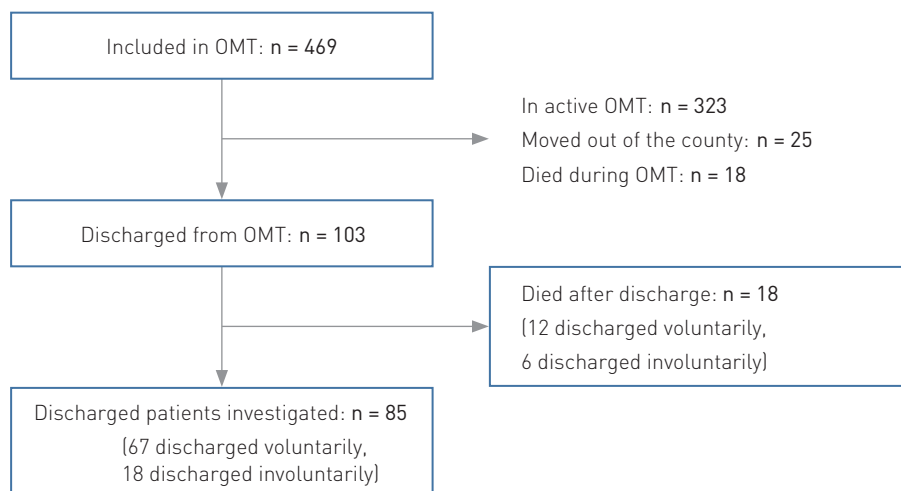 Included in OMT: n = 469
In active OMT: n = 323
Moved out of the county: n = 25
Died during OMT: n = 18
Discharged from OMT: n = 103
Died after discharge: n = 18
(12 discharged voluntarily,
6 discharged involuntarily)
Discharged patients investigated: n = 85
(67 discharged voluntarily,
18 discharged involuntarily)